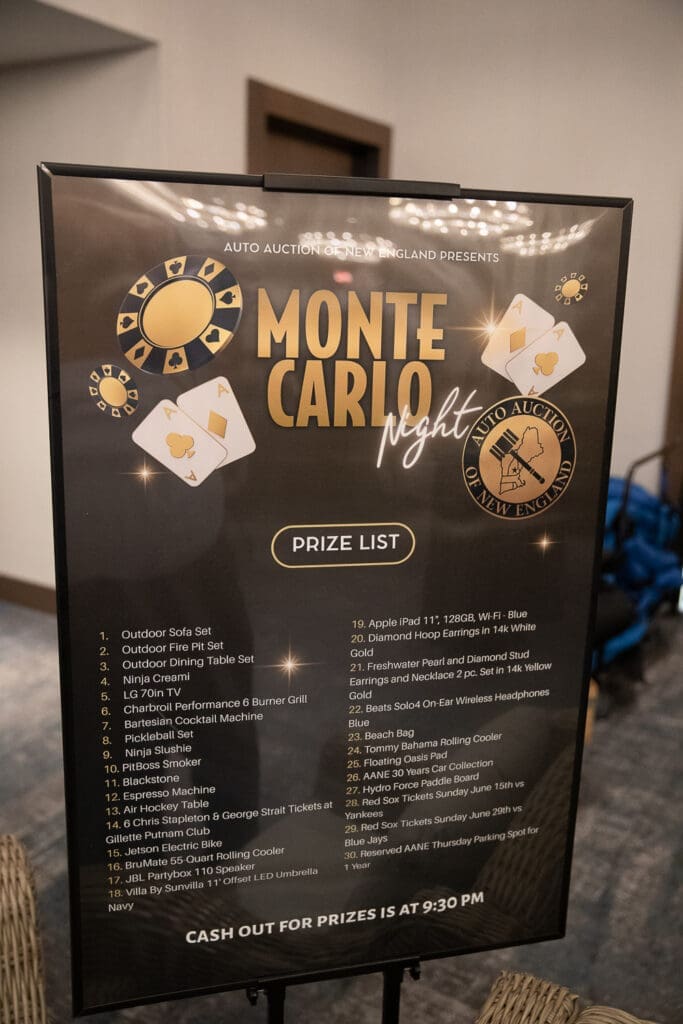 AUTO AUCTION OF NEW ENGLAND PRESENTS
MONTE
CARLO
Night
A
A
A
A
AUTO AUCTION
OF NEW ENGLAND
PRIZE LIST
1. Outdoor Sofa Set
2. Outdoor Fire Pit Set
3. Outdoor Dining Table Set
4. Ninja Creami
5. LG 70in TV
6. Charbroil Performance 6 Burner Grill
7. Bartesian Cocktail Machine
8. Pickleball Set
9. Ninja Slushie
10. PitBoss Smoker
11. Blackstone
12. Espresso Machine
13. Air Hockey Table
14. 6 Chris Stapleton & George Strait Tickets at
Gillette Putnam Club
15. Jetson Electric Bike
16. BruMate 55-Quart Rolling Cooler
17. JBL Partybox 110 Speaker
18. Villa By Sunvilla 11' Offset LED Umbrella
Navy
19. Apple iPad 11", 128GB, Wi-Fi - Blue
20. Diamond Hoop Earrings in 14k White
Gold
21. Freshwater Pearl and Diamond Stud
Earrings and Necklace 2 pc. Set in 14k Yellow
Gold
22. Beats Solo4 On-Ear Wireless Headphones
Blue
23. Beach Bag
24. Tommy Bahama Rolling Cooler
25. Floating Oasis Pad
26. AANE 30 Years Car Collection
27. Hydro Force Paddle Board
28. Red Sox Tickets Sunday June 15th vs
Yankees
29. Red Sox Tickets Sunday June 29th vs
Blue Jays
30. Reserved AANE Thursday Parking Spot for
1 Year
CASH OUT FOR PRIZES IS AT 9:30 PM